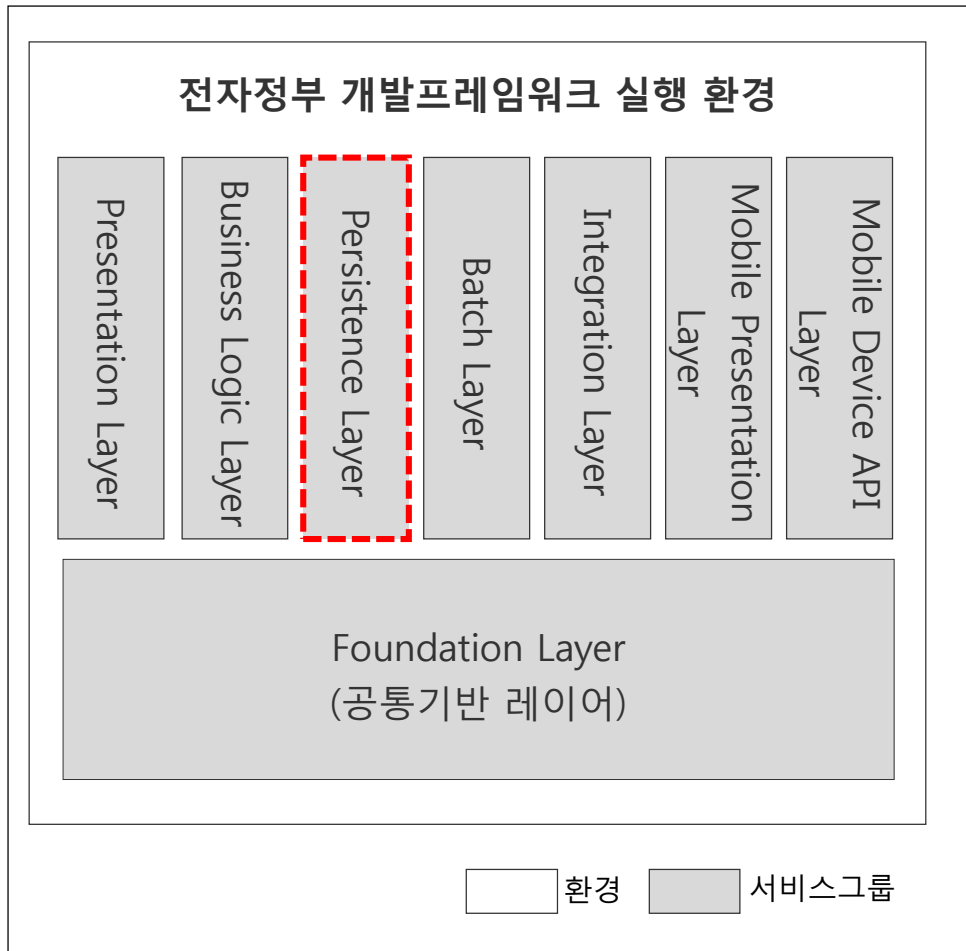 전자정부 개발프레임워크 실행 환경
Presentation Layer
Business Logic Layer
Persistence Layer
Batch Layer
Integration Layer
Mobile Presentation
Layer
Mobile Device API
Layer
Foundation Layer
(공통기반 레이어)
환경
서비스그룹